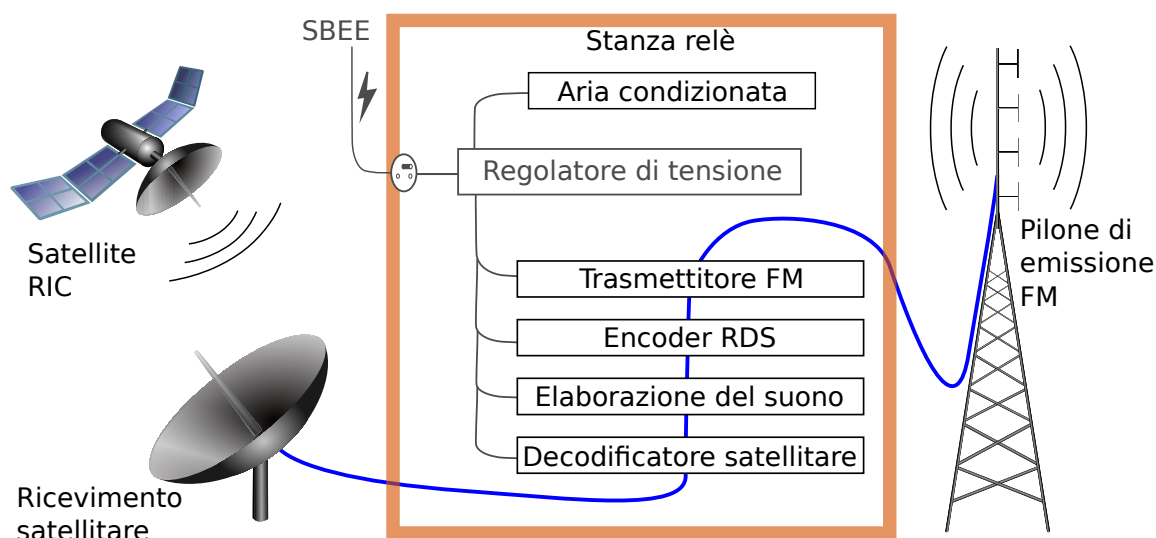 SBEE
Stanza relè
Aria condizionata
Regolatore di tensione
Satellite
RIC
Pilone di
emissione
FM
Trasmettitore FM
Encoder RDS
Elaborazione del suono
Decodificatore satellitare
Ricevimento
satellitare